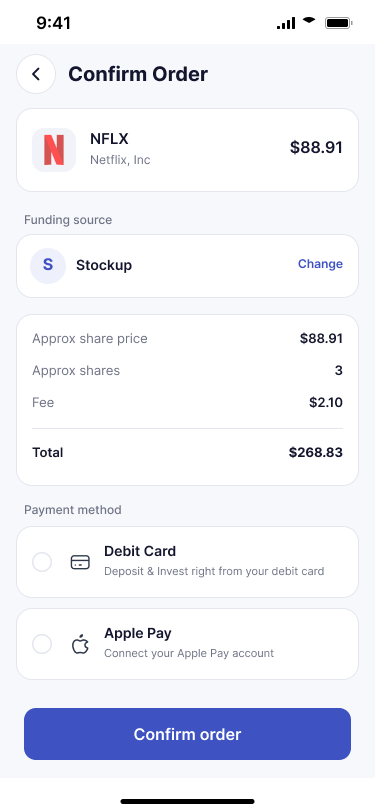 9:41
Confirm Order
NFLX
Netflix, Inc
$88.91
Funding source
S
Stockup
Change
Approx share price
$88.91
Approx shares
3
Fee
$2.10
Total
$268.83
Payment method
Debit Card
Deposit & Invest right from your debit card
Apple Pay
Connect your Apple Pay account
Confirm order